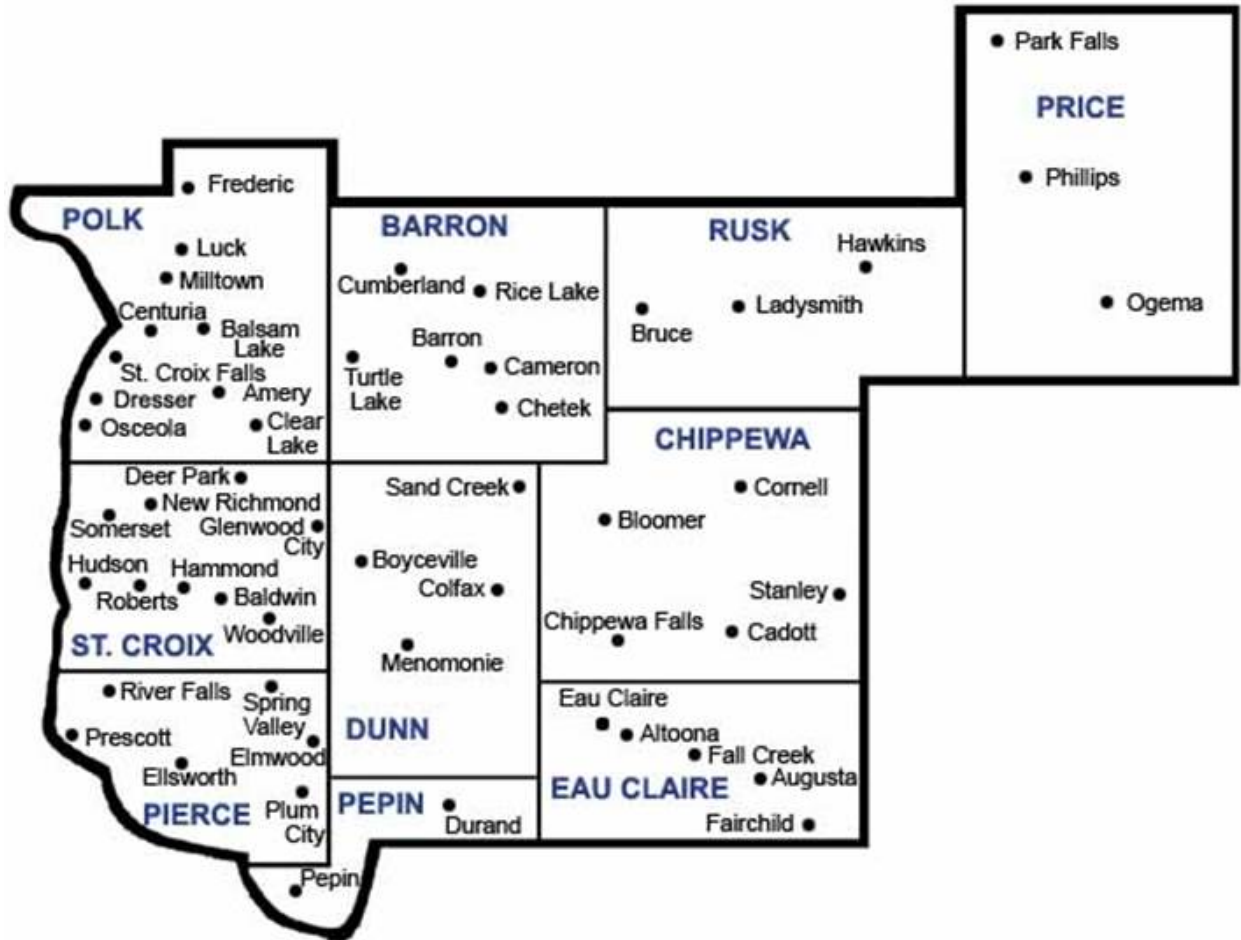 Park Falls
PRICE
Phillips
Ogema
Frederic
POLK
Luck
Milltown
Centuria
Balsam
Lake
St. Croix Falls
Dresser
Amery
Osceola
Clear
Lake
BARRON
Cumberland
Rice Lake
Barron
Cameron
Turtle
Lake
Chetek
RUSK
Hawkins
Ladysmith
Bruce
CHIPPEWA
Cornell
Bloomer
Stanley
Chippewa Falls
Cadott
Deer Park
New Richmond
Somerset
Glenwood
City
Hudson
Hammond
Roberts
Baldwin
Woodville
ST. CROIX
Sand Creek
Boyceville
Colfax
Menomonie
DUNN
River Falls
Spring
Valley
Prescott
Elmwood
Ellsworth
PIERCE
Plum
City
PEPIN
Durand
Pepin
Eau Claire
Altoona
Fall Creek
Augusta
EAU CLAIRE
Fairchild